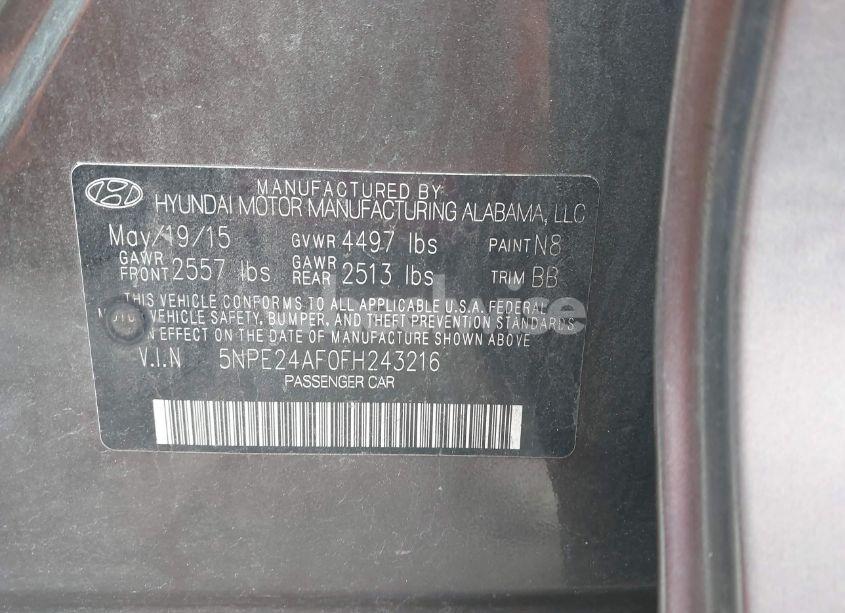 MANUFACTURED BY
HYUNDAI MOTOR MANUFACTURING ALABAMA, LLC
May/19/15 GVWR 4497 lbs PAINT N8
GAWR FRONT 2557 lbs GAWR REAR 2513 lbs TRIM BB
THIS VEHICLE CONFORMS TO ALL APPLICABLE U.S.A. FEDERAL
MOTOR VEHICLE SAFETY, BUMPER, AND THEFT PREVENTION STANDARDS
IN EFFECT ON THE DATE OF MANUFACTURE SHOWN ABOVE
V.I.N 5NPE24AF0FH243216
PASSENGER CAR